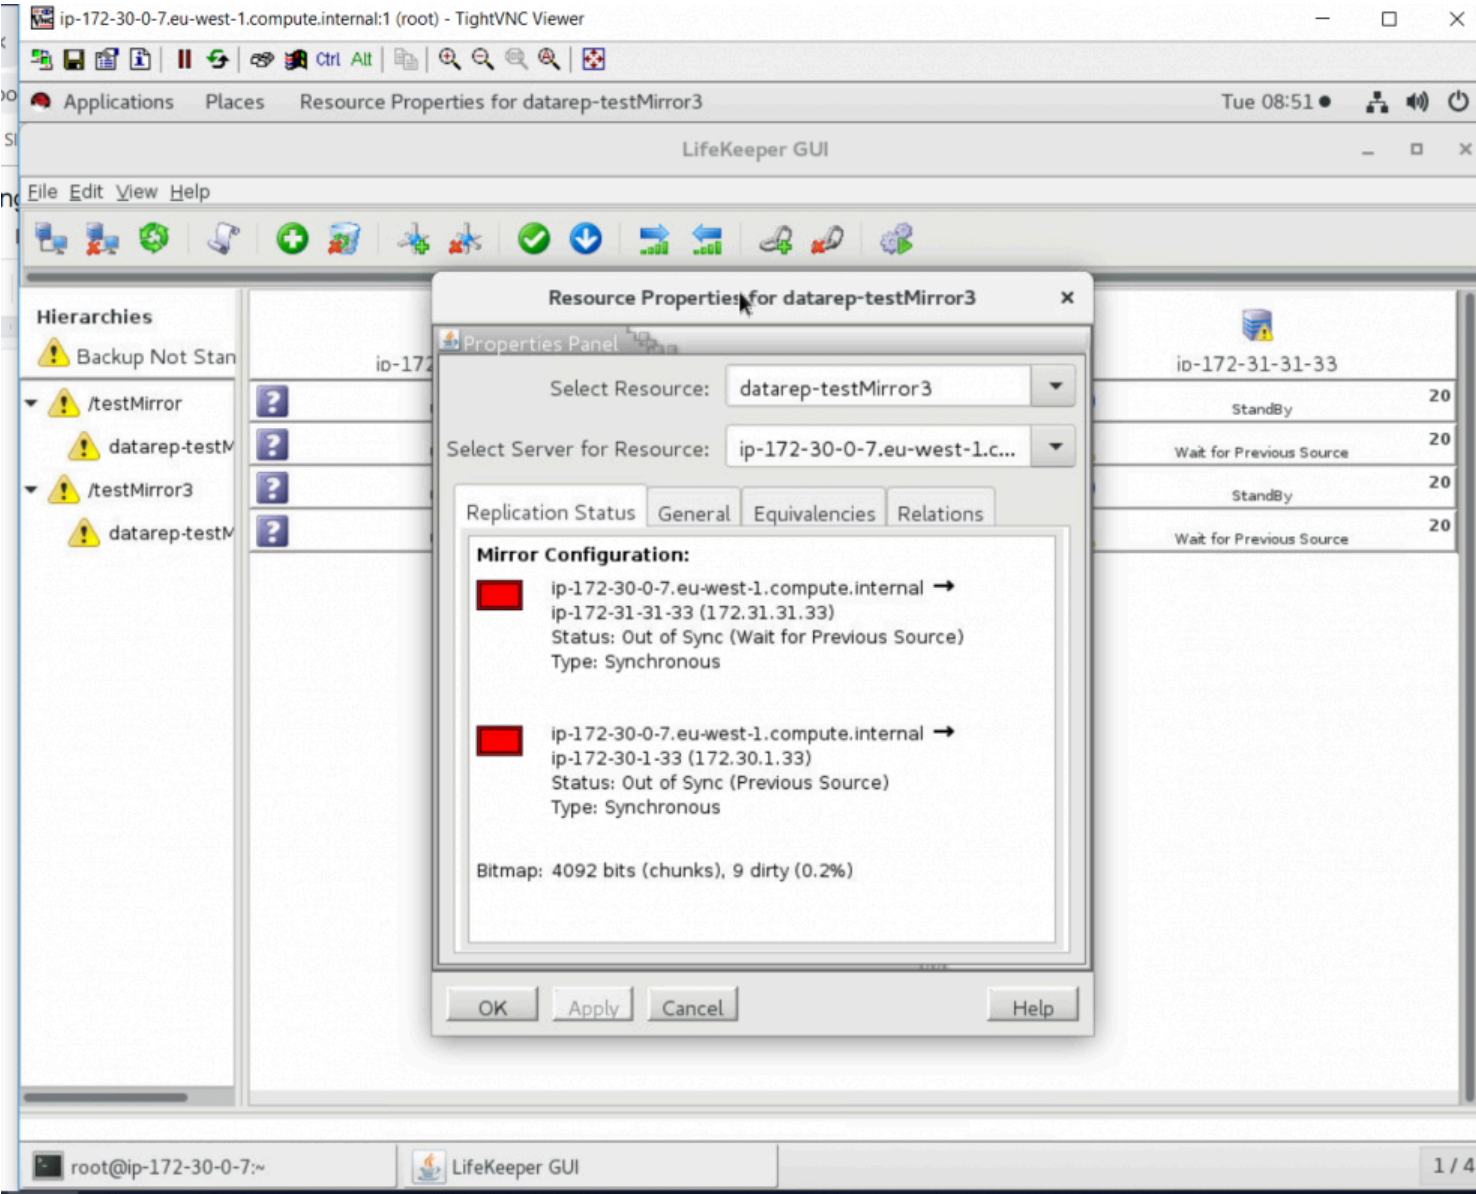 ip-172-30-0-7.eu-west-1.compute.internal:1 (root) - TightVNC Viewer
Ctrl Alt
Applications Places Resource Properties for datarep-testMirror3 Tue 08:51
LifeKeeper GUI
File Edit View Help
Hierarchies
Backup Not Stan
/testMirror
datarep-testM
/testMirror3
datarep-testM
ip-172
ip-172-31-31-33
StandBy 20
Wait for Previous Source 20
StandBy 20
Wait for Previous Source 20
Resource Properties for datarep-testMirror3
Properties Panel
Select Resource: datarep-testMirror3
Select Server for Resource: ip-172-30-0-7.eu-west-1.c...
Replication Status General Equivalencies Relations
Mirror Configuration:
ip-172-30-0-7.eu-west-1.compute.internal →
ip-172-31-31-33 (172.31.31.33)
Status: Out of Sync (Wait for Previous Source)
Type: Synchronous
ip-172-30-0-7.eu-west-1.compute.internal →
ip-172-30-1-33 (172.30.1.33)
Status: Out of Sync (Previous Source)
Type: Synchronous
Bitmap: 4092 bits (chunks), 9 dirty (0.2%)
OK Apply Cancel Help
root@ip-172-30-0-7:~ LifeKeeper GUI 1 / 4